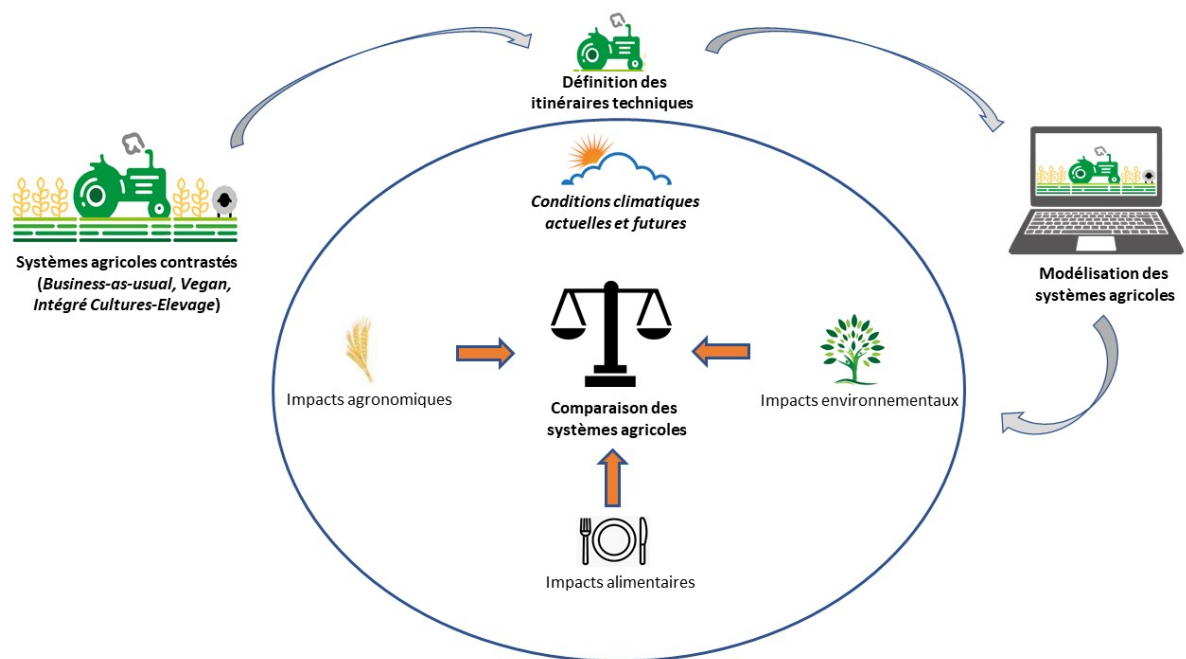 Définition des
itinéraires techniques
Systèmes agricoles contrastés
(Business-as-usual, Vegan,
Intégré Cultures-Elevage)
Conditions climatiques
actuelles et futures
Modélisation des
systèmes agricoles
Impacts agronomiques
Comparaison des
systèmes agricoles
Impacts environnementaux
Impacts alimentaires